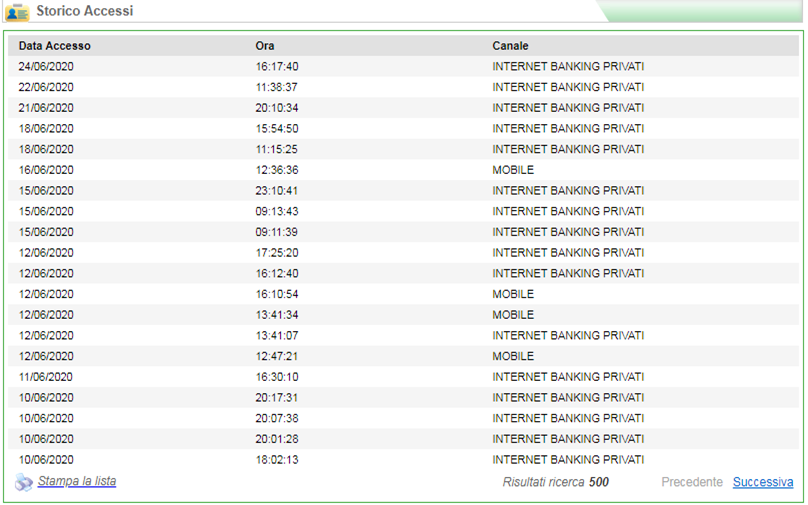 Storico Accessi
Data Accesso Ora Canale
24/06/2020 16:17:40 INTERNET BANKING PRIVATI
22/06/2020 11:38:37 INTERNET BANKING PRIVATI
21/06/2020 20:10:34 INTERNET BANKING PRIVATI
18/06/2020 15:54:50 INTERNET BANKING PRIVATI
18/06/2020 11:15:25 INTERNET BANKING PRIVATI
16/06/2020 12:36:36 MOBILE
15/06/2020 23:10:41 INTERNET BANKING PRIVATI
15/06/2020 09:13:43 INTERNET BANKING PRIVATI
15/06/2020 09:11:39 INTERNET BANKING PRIVATI
12/06/2020 17:25:20 INTERNET BANKING PRIVATI
12/06/2020 16:12:40 INTERNET BANKING PRIVATI
12/06/2020 16:10:54 MOBILE
12/06/2020 13:41:34 MOBILE
12/06/2020 13:41:07 INTERNET BANKING PRIVATI
12/06/2020 12:47:21 MOBILE
11/06/2020 16:30:10 INTERNET BANKING PRIVATI
10/06/2020 20:17:31 INTERNET BANKING PRIVATI
10/06/2020 20:07:38 INTERNET BANKING PRIVATI
10/06/2020 20:01:28 INTERNET BANKING PRIVATI
10/06/2020 18:02:13 INTERNET BANKING PRIVATI
Stampa la lista Risultati ricerca 500 Precedente Successiva